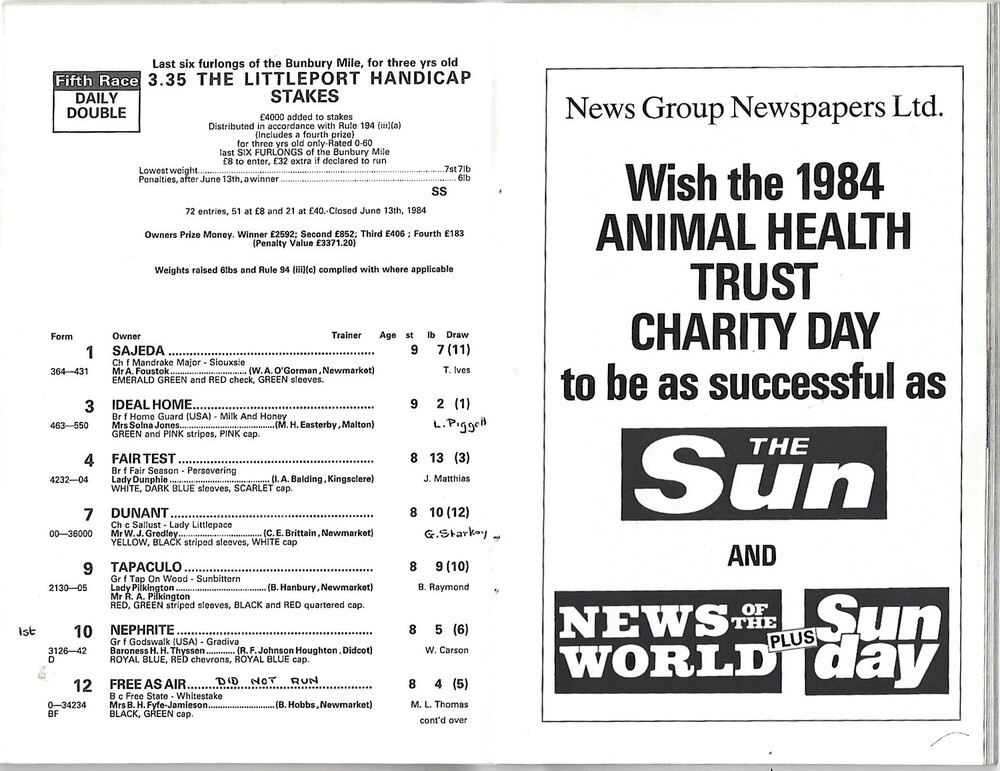 Last six furlongs of the Bunbury Mile, for three yrs old
Fifth Race
DAILY
DOUBLE
3.35 THE LITTLEPORT HANDICAP
STAKES
£4000 added to stakes
Distributed in accordance with Rule 194 (iii)(a)
(Includes a fourth prize)
for three yrs old only-Rated 0-60
last SIX FURLONGS of the Bunbury Mile
£8 to enter, £32 extra if declared to run
Lowest weight..........7st7lb
Penalties, after June 13th, a winner..........6lb
SS
72 entries, 51 at £8 and 21 at £40.-Closed June 13th, 1984
Owners Prize Money. Winner £2592; Second £852; Third £406 ; Fourth £183
(Penalty Value £3371.20)
Weights raised 6lbs and Rule 94 (iii)(c) complied with where applicable
Form Owner Trainer Age st lb Draw
1 SAJEDA .......... 9 7 (11)
Ch f Mandrake Major - Siouxsie
364—431 Mr A. Foustok..........(W. A. O'Gorman, Newmarket) T. Ives
EMERALD GREEN and RED check, GREEN sleeves.
3 IDEAL HOME.......... 9 2 (1)
Br f Home Guard (USA) - Milk And Honey
463—550 Mrs Solna Jones..........(M. H. Easterby, Malton) L. Piggott
GREEN and PINK stripes, PINK cap.
4 FAIR TEST .......... 8 13 (3)
Br f Fair Season - Persevering
4232—04 Lady Dunphie..........(I. A. Balding, Kingsclere) J. Matthias
WHITE, DARK BLUE sleeves, SCARLET cap.
7 DUNANT .......... 8 10 (12)
Ch c Sallust - Lady Littlepace
00—36000 Mr W. J. Gredley..........(C. E. Brittain, Newmarket) G. Starkey
YELLOW, BLACK striped sleeves, WHITE cap
9 TAPACULO .......... 8 9 (10)
Gr f Tap On Wood - Sunbittern
2130—05 Lady Pilkington..........(B. Hanbury, Newmarket) B. Raymond
Mr R. A. Pilkington
RED, GREEN striped sleeves, BLACK and RED quartered cap.
1st 10 NEPHRITE .......... 8 5 (6)
Gr f Godswalk (USA) - Gradiva
3126—42 Baroness H. H. Thyssen..........(R. F. Johnson Houghton, Didcot) W. Carson
D ROYAL BLUE, RED chevrons, ROYAL BLUE cap.
12 FREE AS AIR.......... DID NOT RUN 8 4 (5)
B c Free State - Whitestake
0—34234 Mrs B. H. Fyfe-Jamieson..........(B. Hobbs, Newmarket) M. L. Thomas
BF BLACK, GREEN cap.
cont'd over
News Group Newspapers Ltd.
Wish the 1984
ANIMAL HEALTH
TRUST
CHARITY DAY
to be as successful as
THE
Sun
AND
NEWS OF THE
WORLD
PLUS
Sun
day